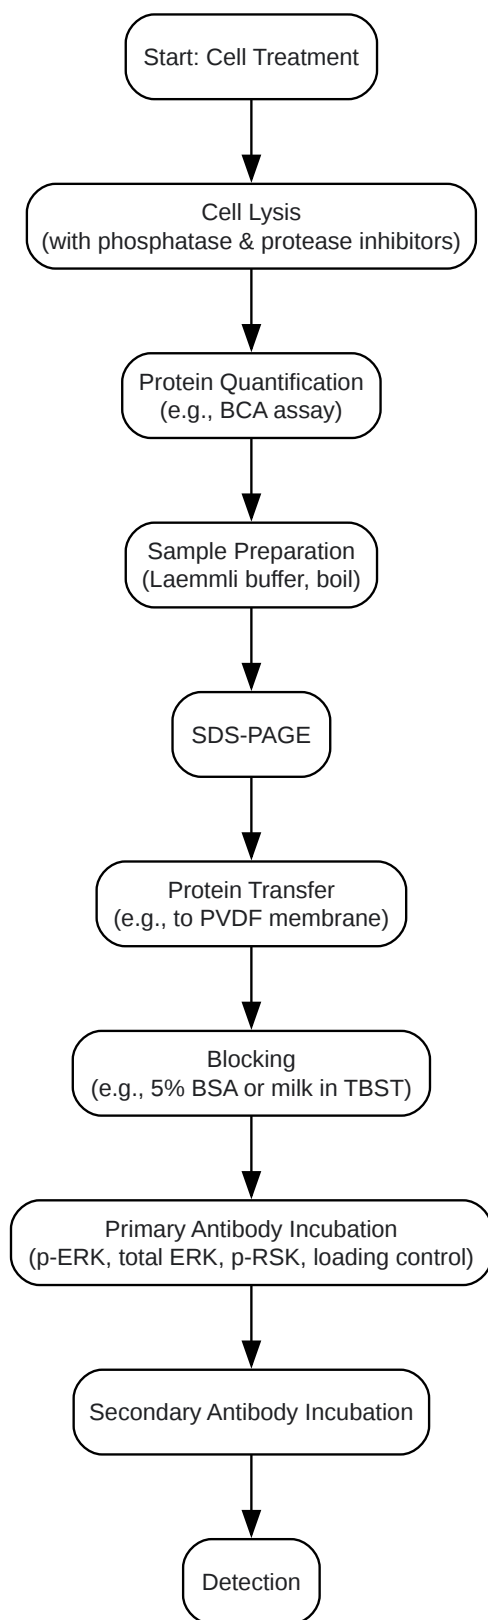 Start: Cell Treatment
Cell Lysis
(with phosphatase & protease inhibitors)
Protein Quantification
(e.g., BCA assay)
Sample Preparation
(Laemmli buffer, boil)
SDS-PAGE
Protein Transfer
(e.g., to PVDF membrane)
Blocking
(e.g., 5% BSA or milk in TBST)
Primary Antibody Incubation
(p-ERK, total ERK, p-RSK, loading control)
Secondary Antibody Incubation
Detection